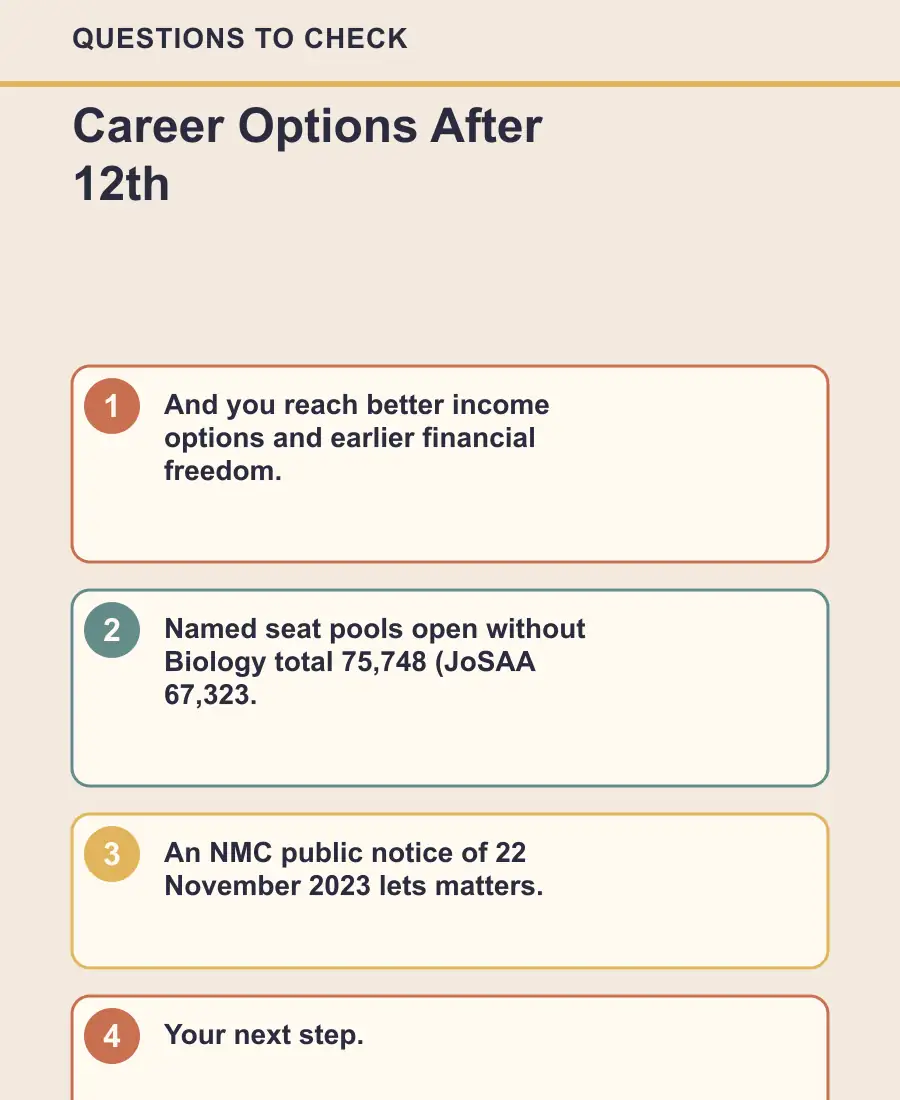 QUESTIONS TO CHECK
Career Options After
12th
1
And you reach better income
options and earlier financial
freedom.
2
Named seat pools open without
Biology total 75,748 (JoSAA
67,323.
3
An NMC public notice of 22
November 2023 lets matters.
4
Your next step.